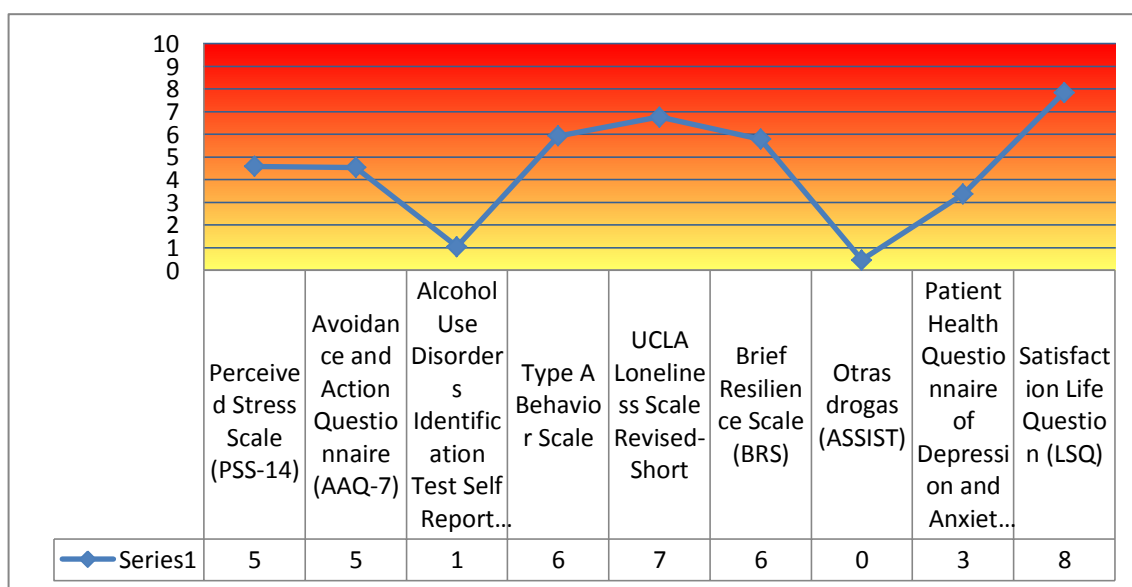 10
9
8
7
6
5
4
3
2
1
0
Perceive
d Stress
Scale
(PSS-14)
Avoidan
ce and
Action
Questio
nnaire
(AAQ-7)
Alcohol
Use
Disorder
s
Identific
ation
Test Self
Report...
Type A
Behavio
r Scale
UCLA
Loneline
ss Scale
Revised-
Short
Brief
Resilien
ce Scale
(BRS)
Otras
drogas
(ASSIST)
Patient
Health
Questio
nnaire
of
Depressi
on and
Anxiet...
Satisfact
ion Life
Questio
n (LSQ)
Series1 5 5 1 6 7 6 0 3 8